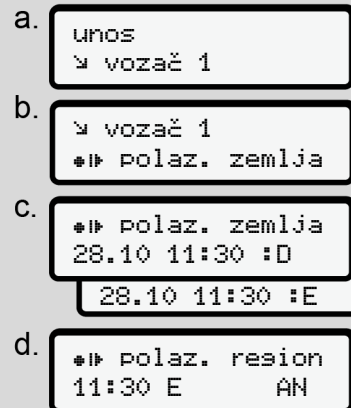 a.
unos
↘ vozač 1
b.
↘ vozač 1
●I▶ polaz. zemlja
c.
●I▶ polaz. zemlja
28.10 11:30 :D
28.10 11:30 :E
d.
●I▶ polaz. region
11:30 E AN